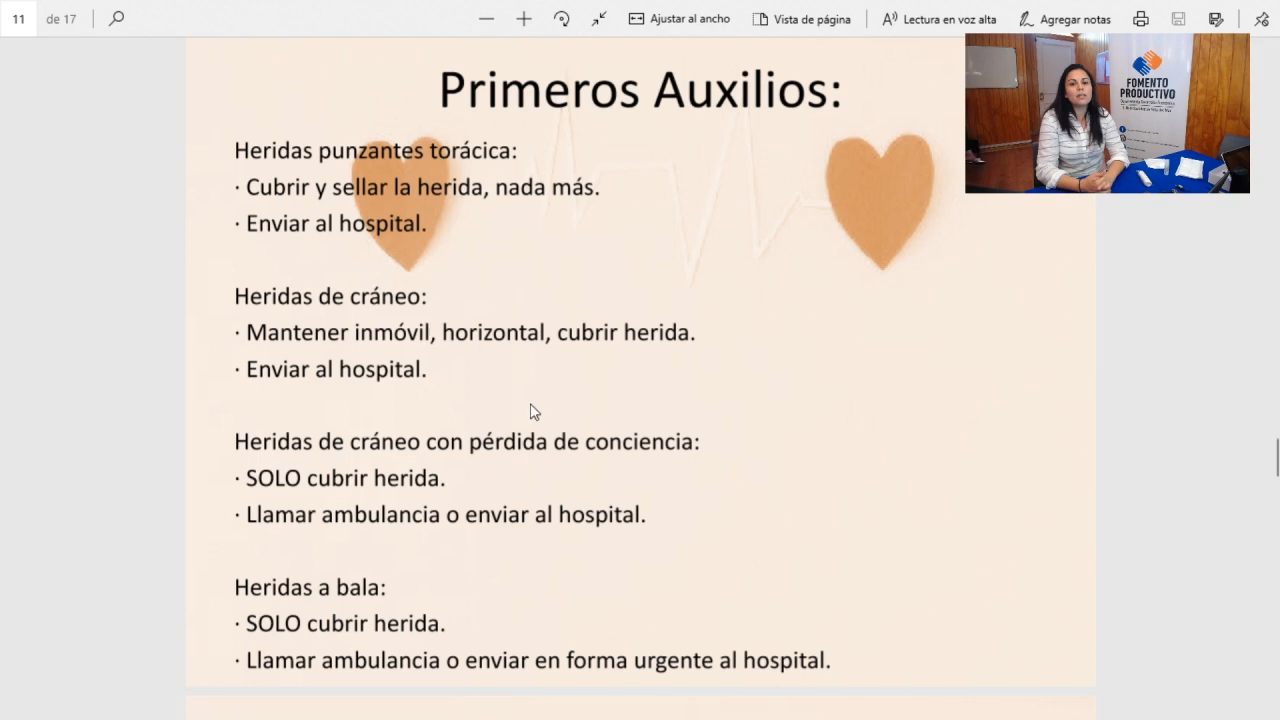 11 de 17 Ajustar al ancho Vista de página Lectura en voz alta Agregar notas
FOMENTO
PRODUCTIVO
Primeros Auxilios:
Heridas punzantes torácica:
· Cubrir y sellar la herida, nada más.
· Enviar al hospital.
Heridas de cráneo:
· Mantener inmóvil, horizontal, cubrir herida.
· Enviar al hospital.
Heridas de cráneo con pérdida de conciencia:
· SOLO cubrir herida.
· Llamar ambulancia o enviar al hospital.
Heridas a bala:
· SOLO cubrir herida.
· Llamar ambulancia o enviar en forma urgente al hospital.